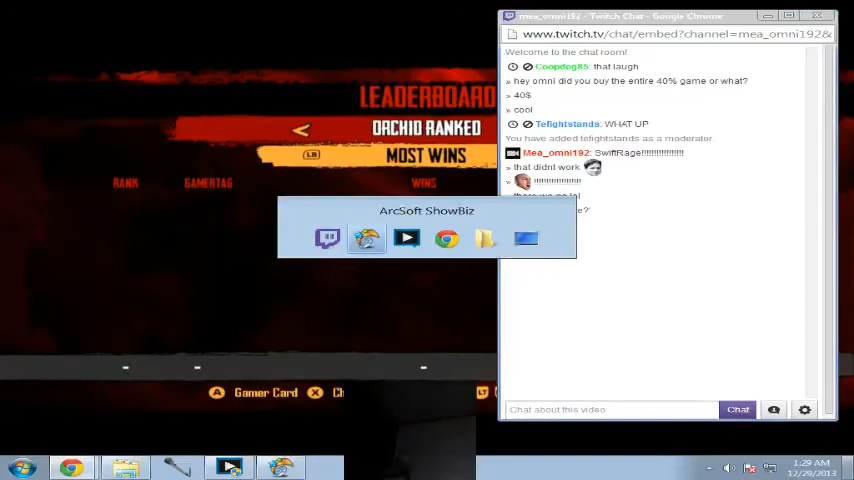 mea_omni192 - Twitch Chat - Google Chrome
www.twitch.tv/chat/embed?channel=mea_omni192&
Welcome to the chat room!
Coopdog85: that laugh
» hey omni did you buy the entire 40% game or what?
» 40$
» cool
Tefightstands: WHAT UP
You have added tefightstands as a moderator.
Mea_omni192: SwiftRage!!!!!!!!!!!!!!!!!
» that didnt work
» !!!!!!!!!!!!!!!!!!
LEADERBOARD
<
ORCHID RANKED
LB
MOST WINS
RANK GAMERTAG WINS
ArcSoft ShowBiz
- - -
A Gamer Card X Ch
LT
Chat about this video
Chat
1:29 AM
12/29/2013